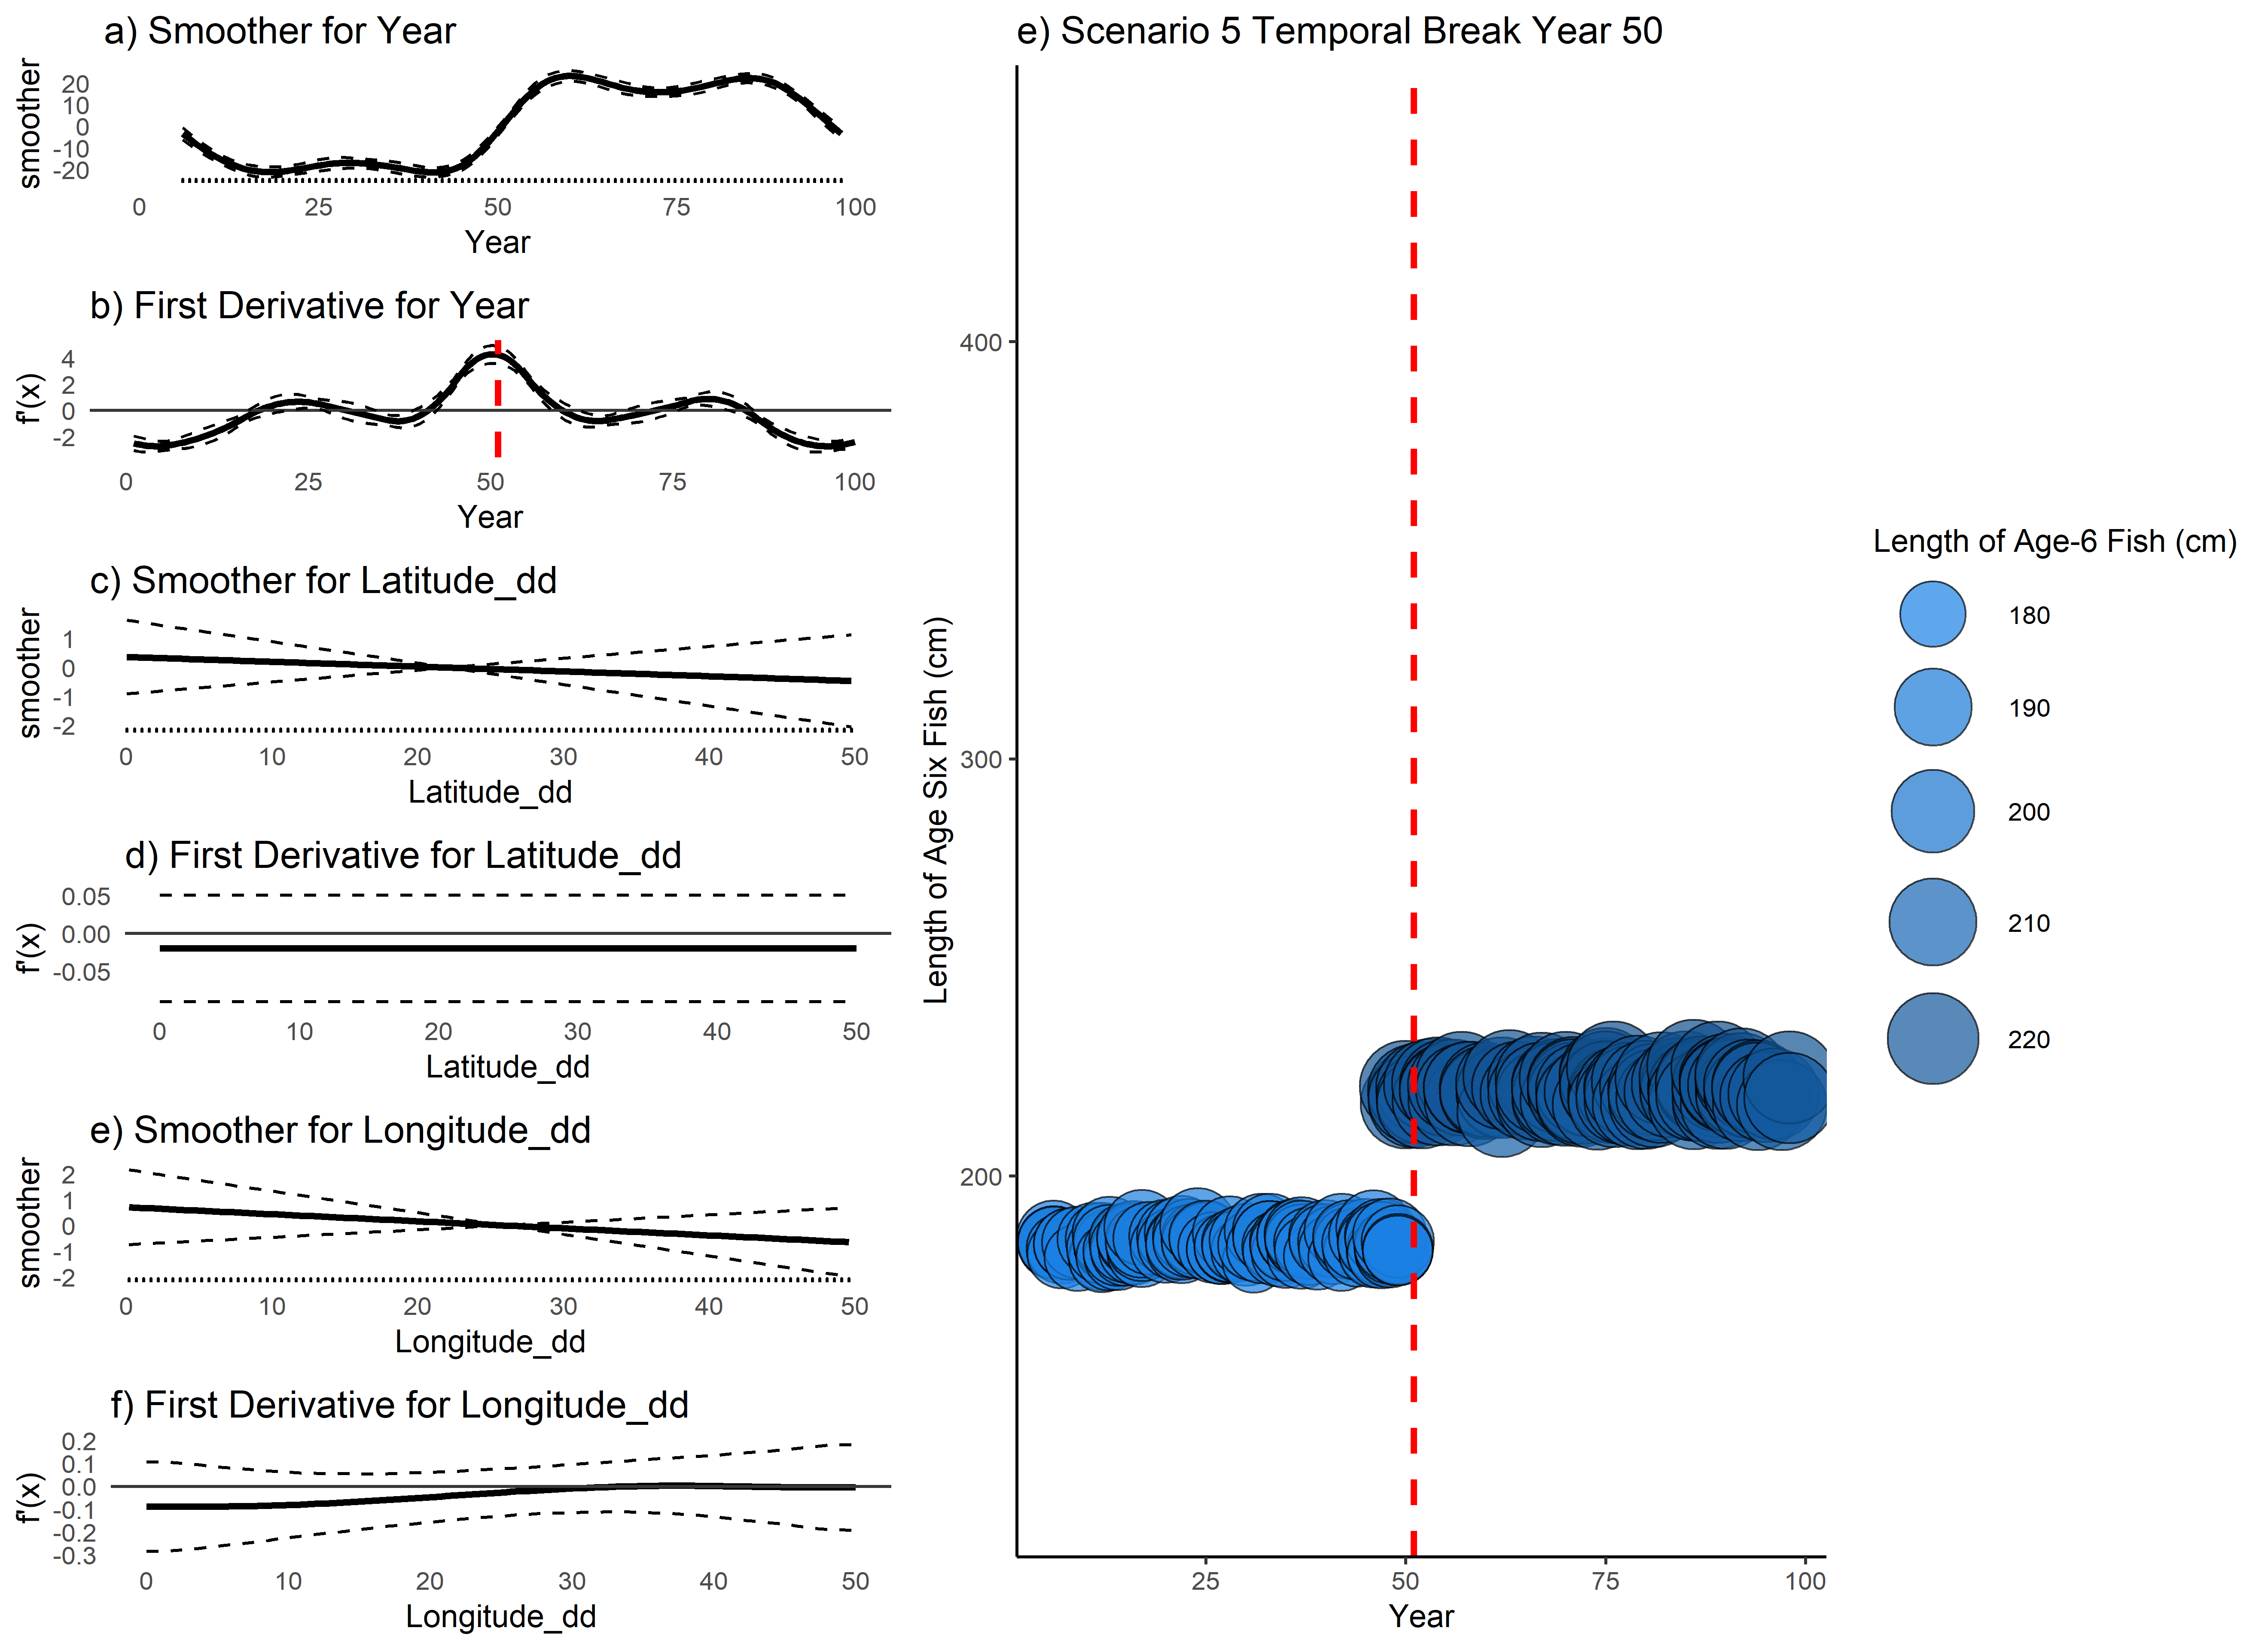 a) Smoother for Year
smoother
20
10
0
-10
-20
0 25 50 75 100
Year
b) First Derivative for Year
f'(x)
4
2
0
-2
0 25 50 75 100
Year
c) Smoother for Latitude_dd
smoother
1
0
-1
-2
0 10 20 30 40 50
Latitude_dd
d) First Derivative for Latitude_dd
f'(x)
0.05
0.00
-0.05
0 10 20 30 40 50
Latitude_dd
e) Smoother for Longitude_dd
smoother
2
1
0
-1
-2
0 10 20 30 40 50
Longitude_dd
f) First Derivative for Longitude_dd
f'(x)
0.2
0.1
0.0
-0.1
-0.2
-0.3
0 10 20 30 40 50
Longitude_dd
e) Scenario 5 Temporal Break Year 50
Length of Age Six Fish (cm)
400
300
200
25 50 75 100
Year
Length of Age-6 Fish (cm)
180
190
200
210
220